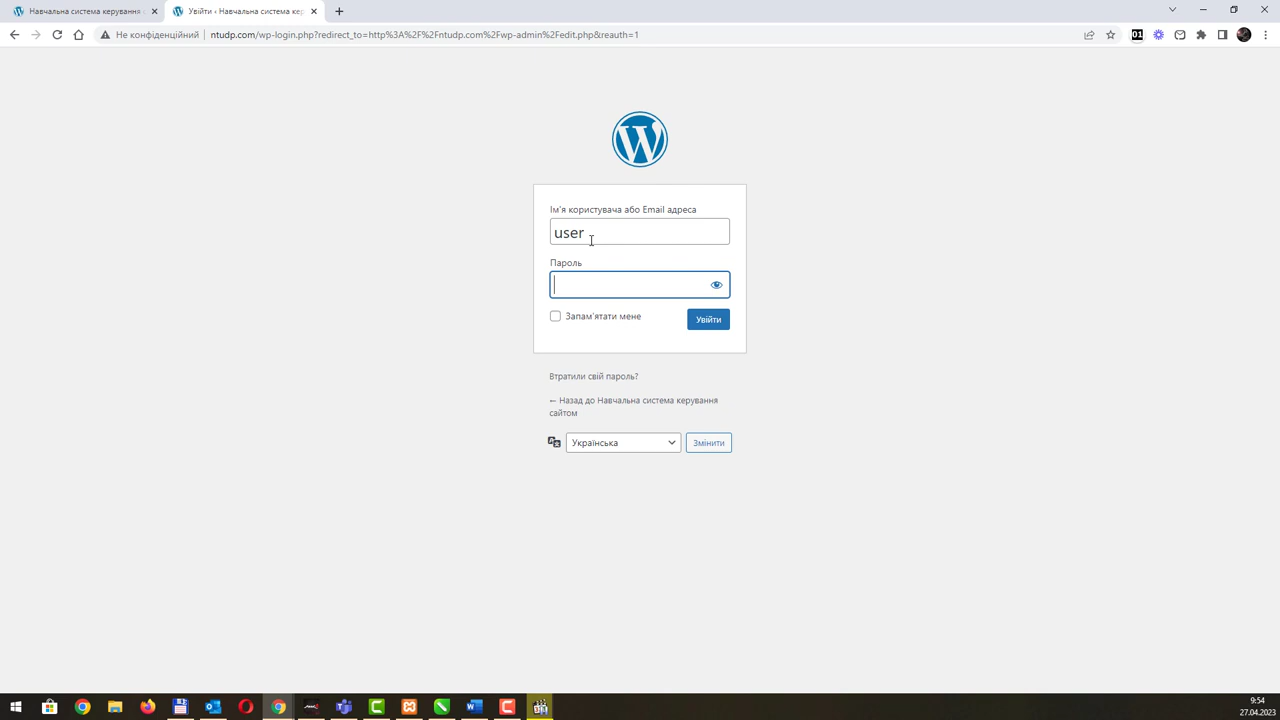 Навчальна система керування
Увійти ‹ Навчальна система кер
Не конфіденційний
ntudp.com/wp-login.php?redirect_to=http%3A%2F%2Fntudp.com%2Fwp-admin%2Fedit.php&reauth=1
01
Ім'я користувача або Email адреса
user
Пароль
Запам'ятати мене
Увійти
Втратили свій пароль?
← Назад до Навчальна система керування
сайтом
Українська
Змінити
9:54
27.04.2023